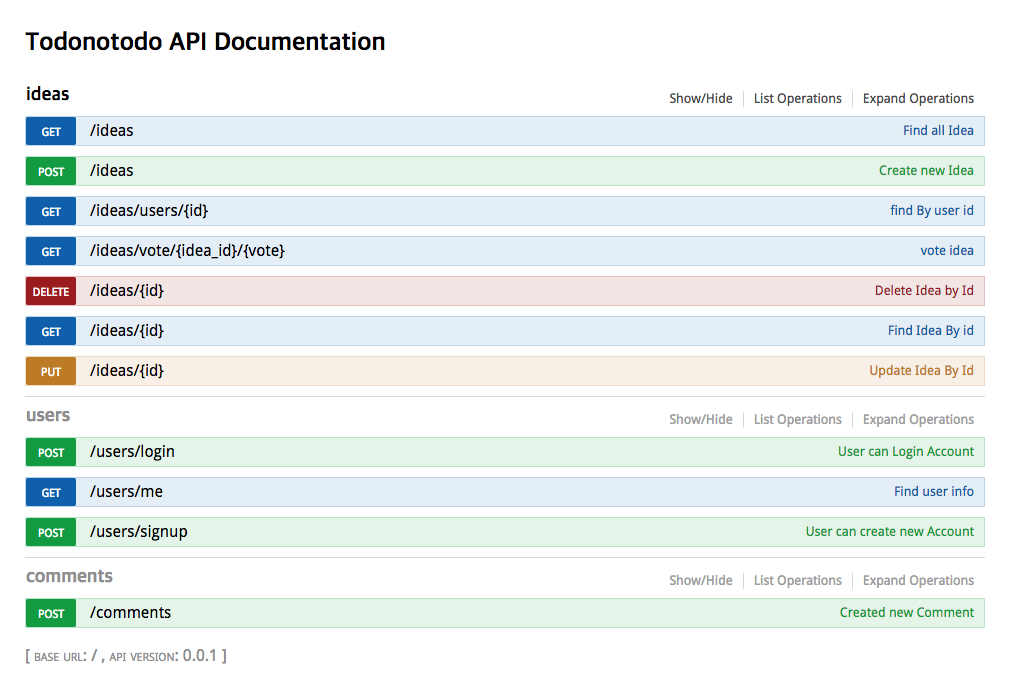 Todonotodo API Documentation
ideas Show/Hide List Operations Expand Operations
GET /ideas Find all Idea
POST /ideas Create new Idea
GET /ideas/users/{id} find By user id
GET /ideas/vote/{idea_id}/{vote} vote idea
DELETE /ideas/{id} Delete Idea by Id
GET /ideas/{id} Find Idea By id
PUT /ideas/{id} Update Idea By Id
users Show/Hide List Operations Expand Operations
POST /users/login User can Login Account
GET /users/me Find user info
POST /users/signup User can create new Account
comments Show/Hide List Operations Expand Operations
POST /comments Created new Comment
[ BASE URL: / , API VERSION: 0.0.1 ]